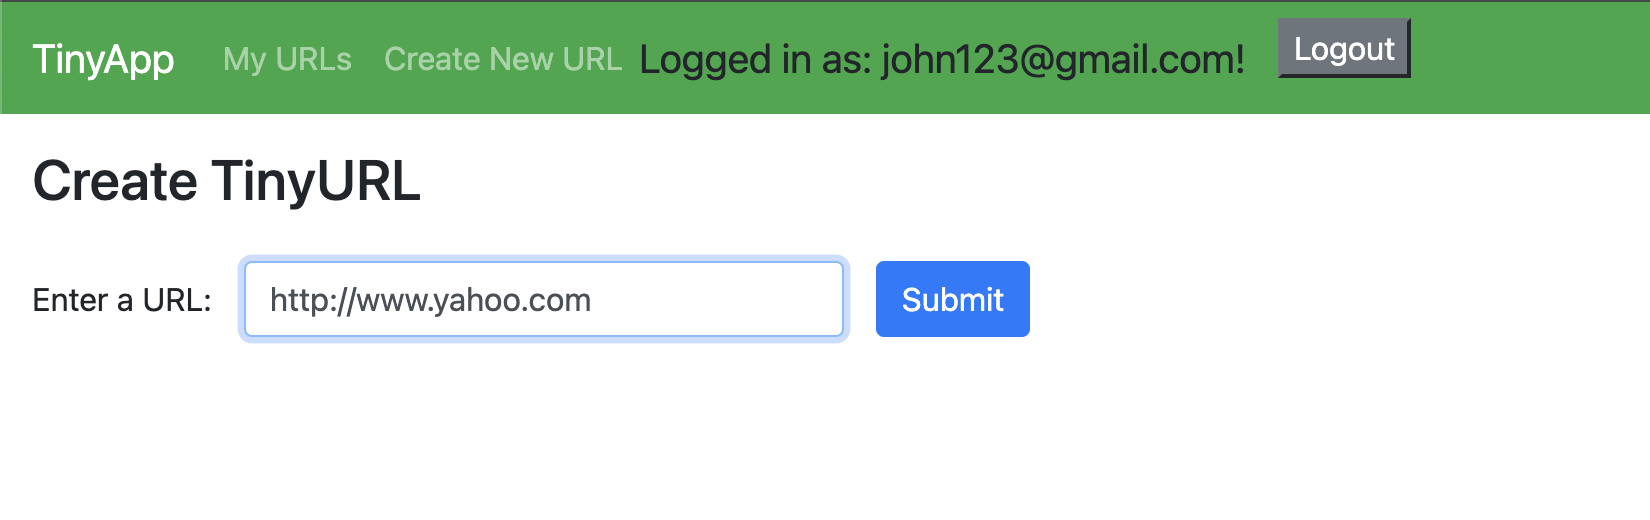 TinyApp My URLs Create New URL Logged in as: john123@gmail.com! Logout
Create TinyURL
Enter a URL: http://www.yahoo.com Submit